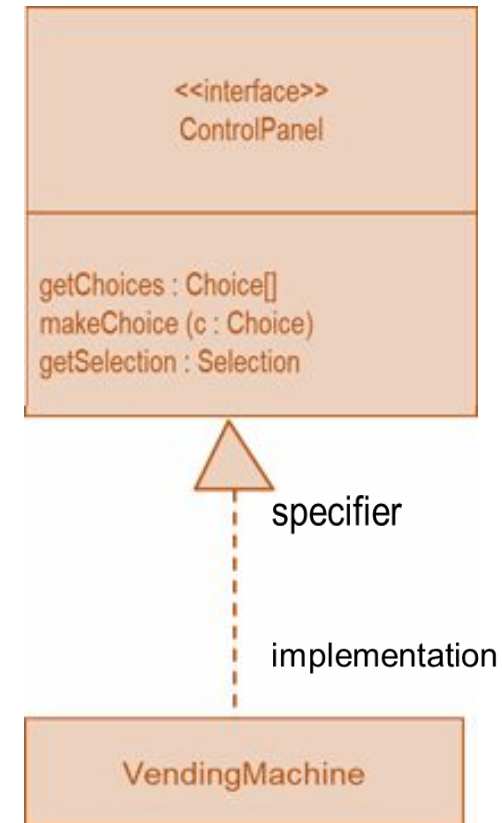 <<interface>>
ControlPanel
getChoices : Choice[]
makeChoice (c : Choice)
getSelection : Selection
specifier
implementation
VendingMachine